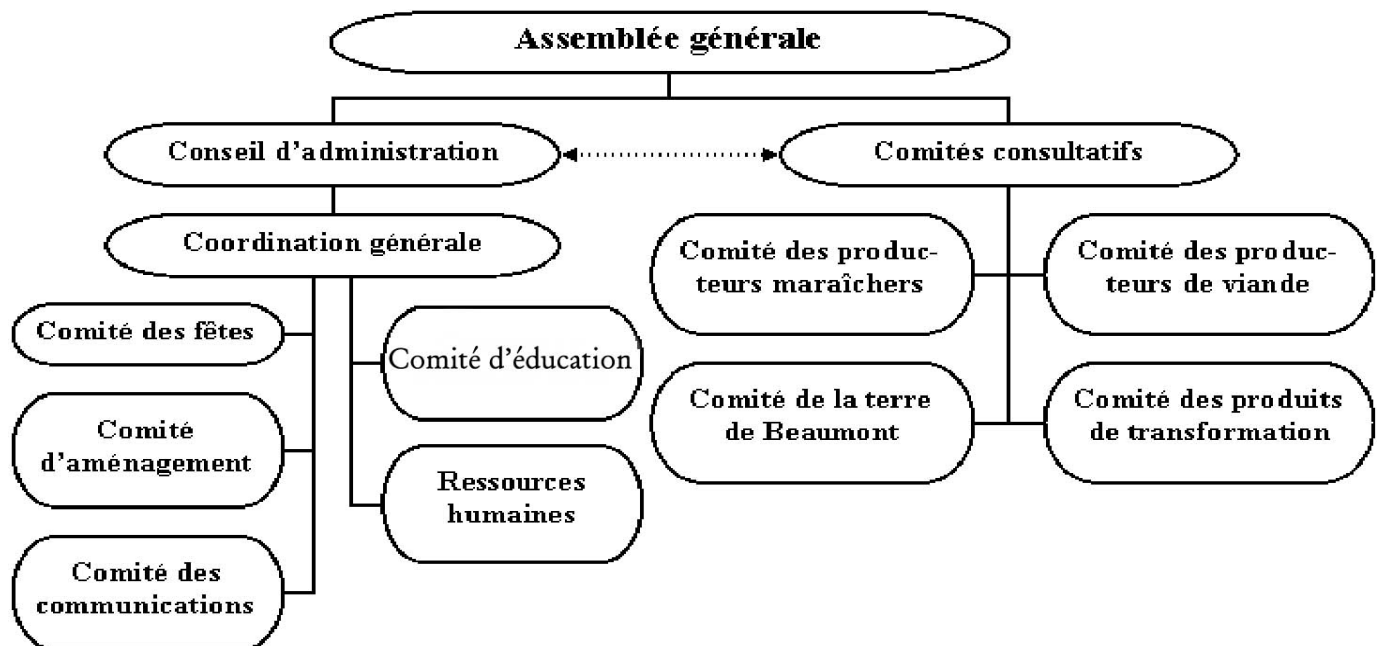 Assemblée générale
Conseil d'administration
Comités consultatifs
Coordination générale
Comité des produc-
teurs maraîchers
Comité des produc-
teurs de viande
Comité des fêtes
Comité d'éducation
Comité de la terre
de Beaumont
Comité des produits
de transformation
Comité
d'aménagement
Ressources
humaines
Comité des
communications